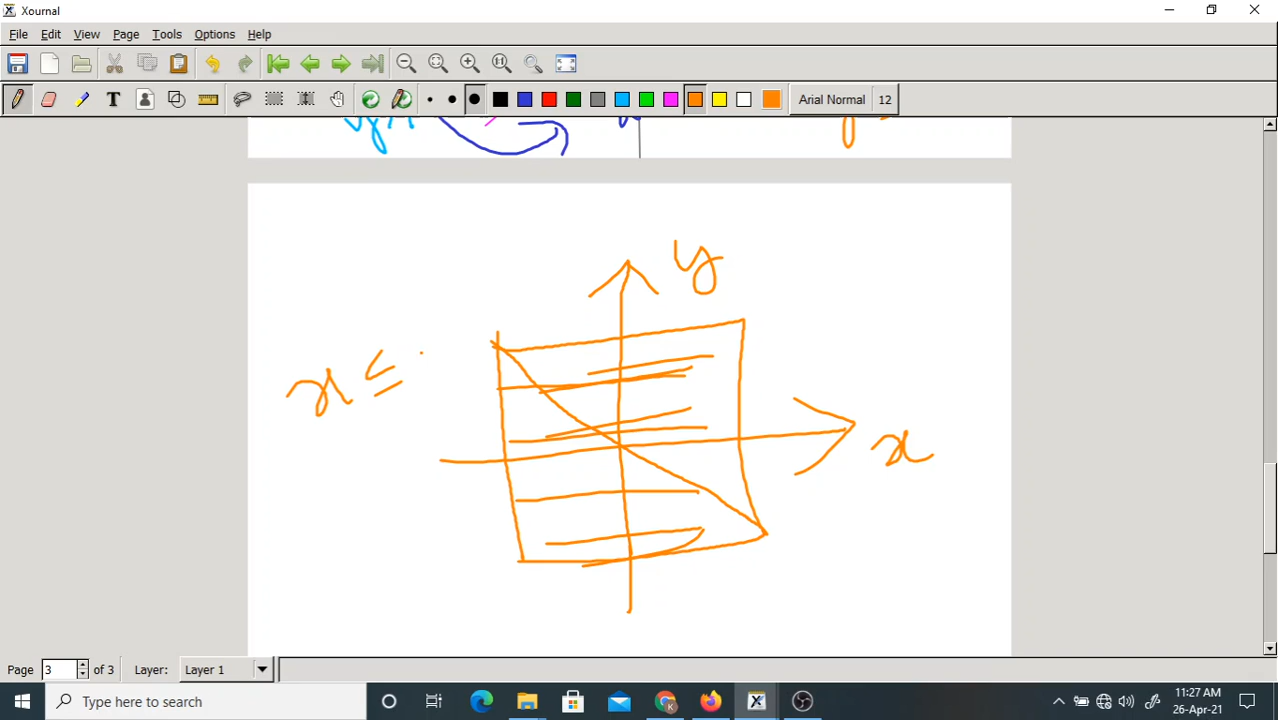 Xournal
File Edit View Page Tools Options Help
Arial Normal 12
y
x ≤
x
Page 3 of 3 Layer: Layer 1
Type here to search
11:27 AM
26-Apr-21